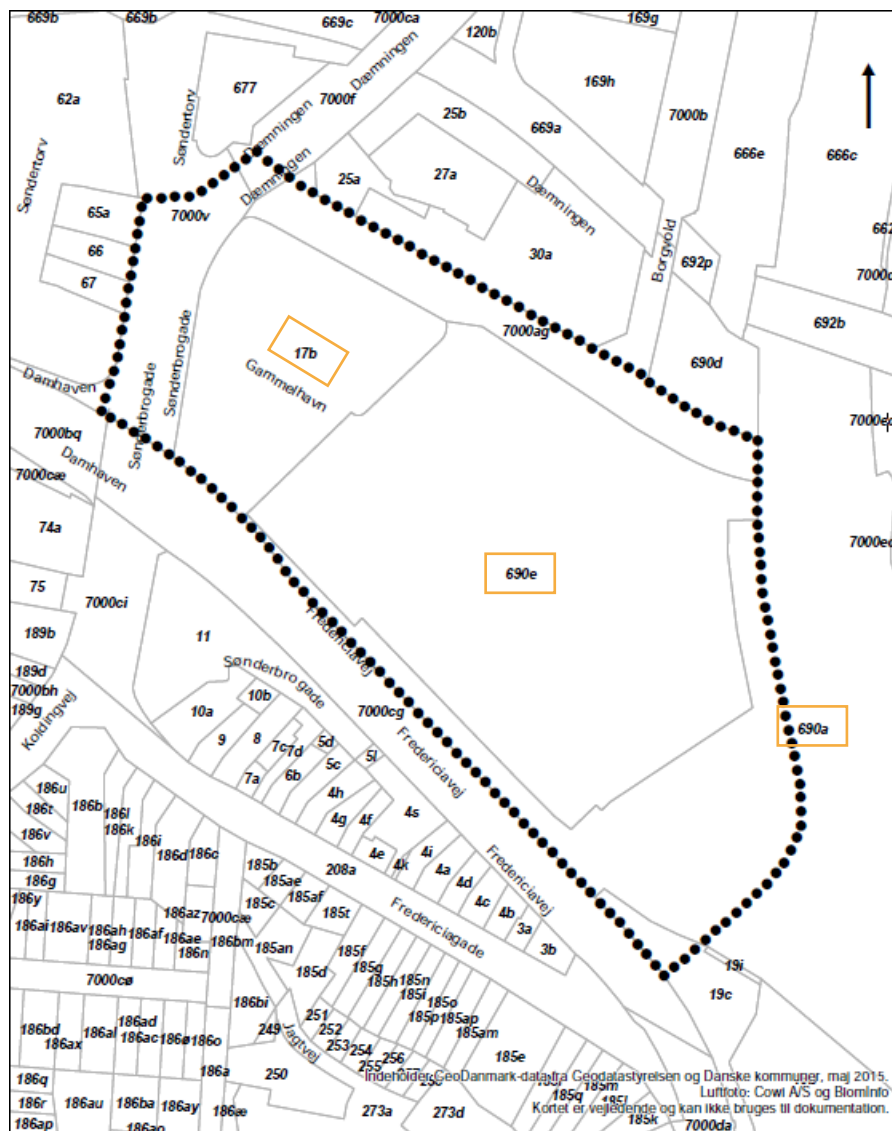 669b
669b
669c
7000ca
169g
120b
Dæmningen
62a
677
7000f
169h
Søndertorv
Søndertorv
Dæmningen
25b
669a
7000b
666e
666c
Dæmningen
25a
27a
Dæmningen
65a
7000v
66
30a
Borgvold
692p
67
7000ag
692b
Sønderbrogade
17b
Gammelhavn
690d
Damhaven
Sønderbrogade
7000bq
Damhaven
7000cæ
74a
690e
75
7000ci
189b
11
Fredericiavej
189d
Sønderbrogade
7000bh
189g
Koldingvej
10b
10a
7000cg
690a
9
8
7c
7d
5d
5c
5l
Fredericiavej
7a
6b
186u
186b
186l
186k
4h
4s
186t
186i
4g
4f
186v
186d
186c
4e
4k
4i
4a
4d
Fredericiavej
186h
185b
208a
186g
185ae
4c
4b
3a
186y
185c
185af
185t
Fredericiagade
3b
186az
7000cæ
186ai
186av
186ah
186ag
186af
186ae
186n
186bm
185an
185f
185d
185q
185h
185n
185i
19i
19c
7000cø
185o
185p
185ap
185am
186bi
186bd
186ax
186al
186ad
186ac
186ø
186o
249
251
252
253
254
256
255
Jagtvej
185e
186q
186a
250
186r
186au
186ba
186ay
186æ
273a
273d
185q
185m
185k
186ap
186ao
7000da
Indeholder GeoDanmark-data fra Geodatastyrelsen og Danske kommuner, maj 2015.
Luftfoto: Cowi A/S og BlomInfo
Kortet er vejledende og kan ikke bruges til dokumentation.